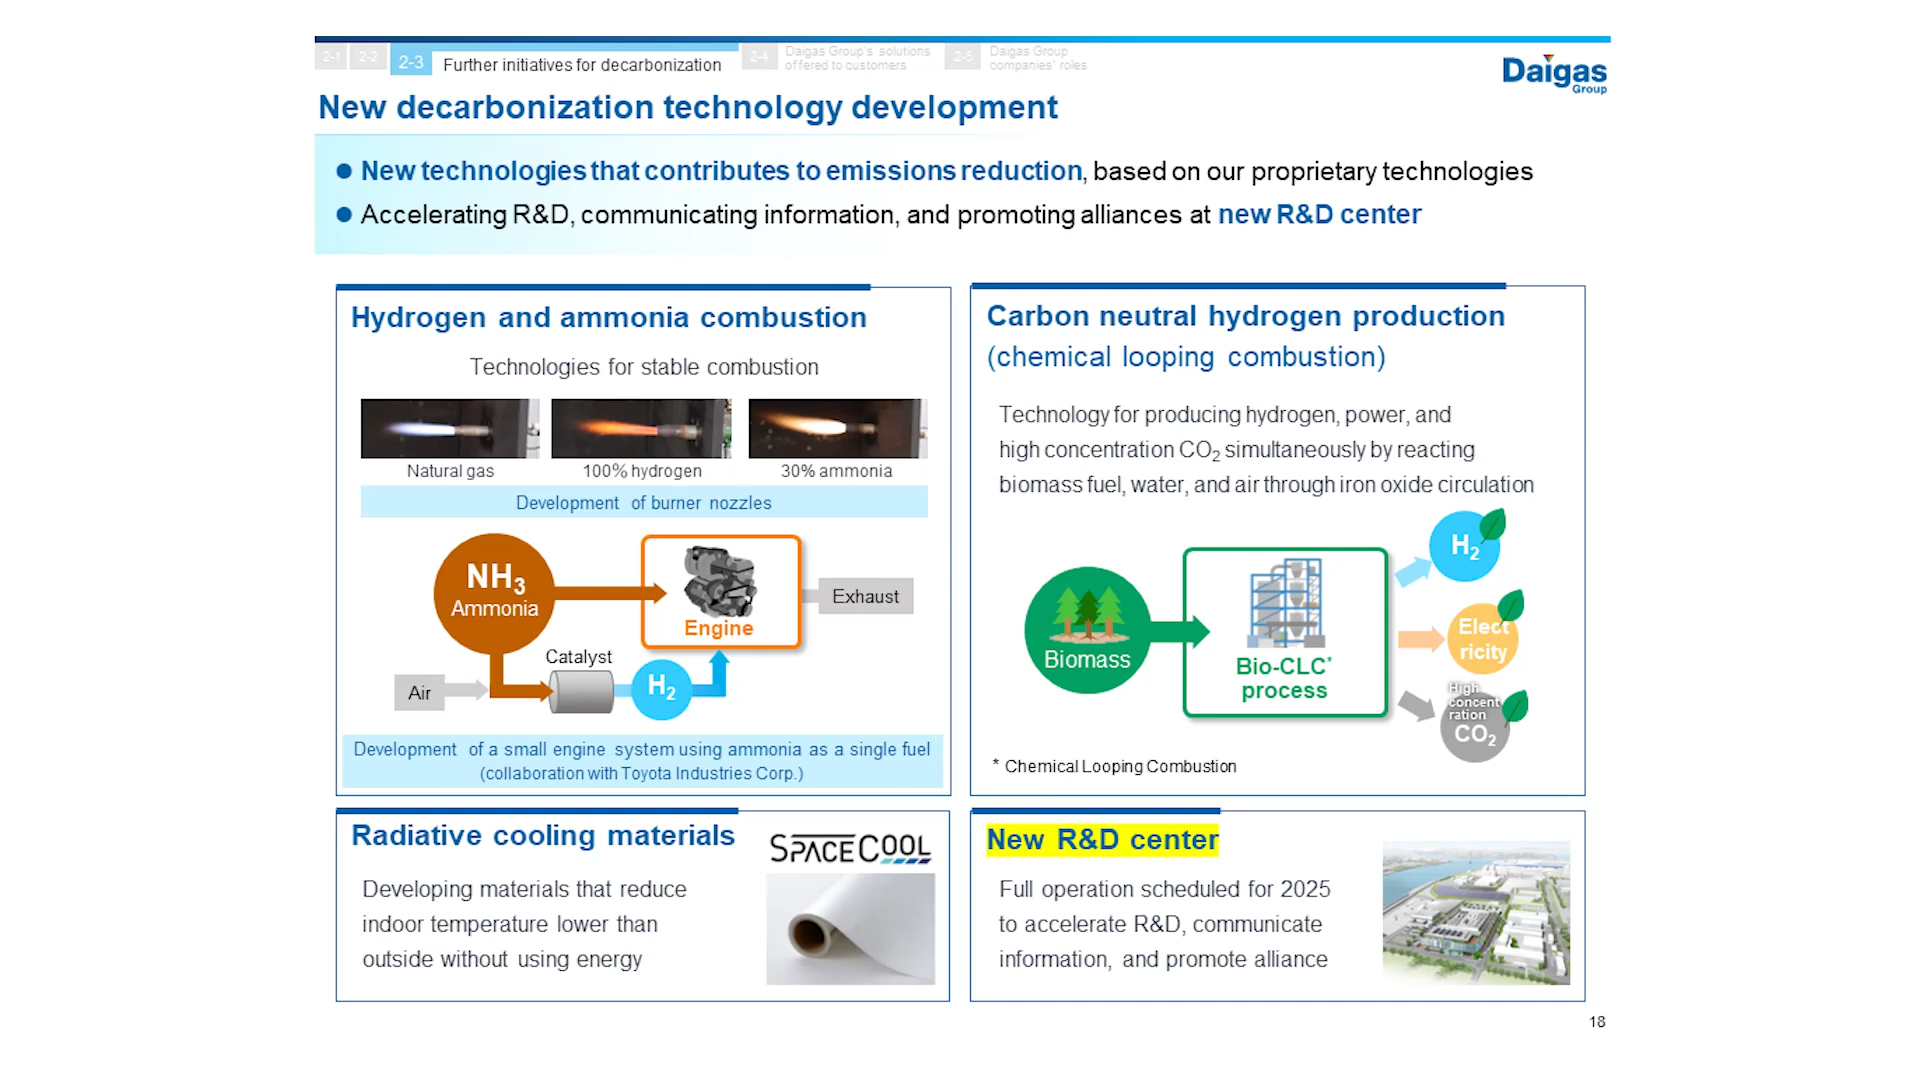 2-1 2-2 2-3 Further initiatives for decarbonization 2-4 Daigas Group's solutions offered to customers 2-5 Daigas Group companies' roles
Daigas
Group
New decarbonization technology development
● New technologies that contributes to emissions reduction, based on our proprietary technologies
● Accelerating R&D, communicating information, and promoting alliances at new R&D center
Hydrogen and ammonia combustion
Technologies for stable combustion
Natural gas 100% hydrogen 30% ammonia
Development of burner nozzles
NH3
Ammonia
Engine
Exhaust
Catalyst
Air
H2
Development of a small engine system using ammonia as a single fuel
(collaboration with Toyota Industries Corp.)
Carbon neutral hydrogen production
(chemical looping combustion)
Technology for producing hydrogen, power, and
high concentration CO2 simultaneously by reacting
biomass fuel, water, and air through iron oxide circulation
Biomass
Bio-CLC*
process
H2
Elect
ricity
High
concent
ration
CO2
* Chemical Looping Combustion
Radiative cooling materials
SPACECOOL
Developing materials that reduce
indoor temperature lower than
outside without using energy
New R&D center
Full operation scheduled for 2025
to accelerate R&D, communicate
information, and promote alliance
18